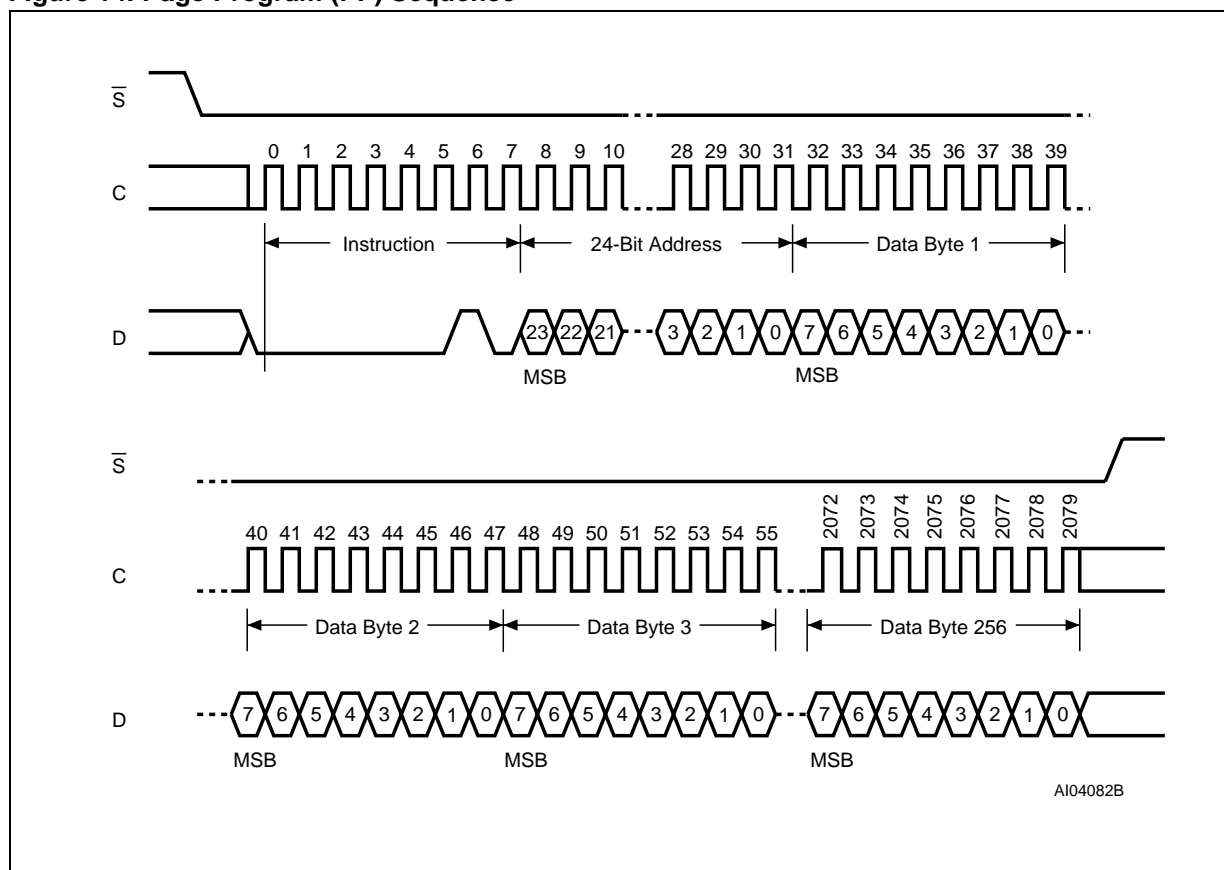 Figure 14. Page Program (PP) Sequence
S
0 1 2 3 4 5 6 7 8 9 10 28 29 30 31 32 33 34 35 36 37 38 39
C
Instruction 24-Bit Address Data Byte 1
D 23 22 21 3 2 1 0 7 6 5 4 3 2 1 0
MSB MSB
S
40 41 42 43 44 45 46 47 48 49 50 51 52 53 54 55 2072 2073 2074 2075 2076 2077 2078 2079
C
Data Byte 2 Data Byte 3 Data Byte 256
D 7 6 5 4 3 2 1 0 7 6 5 4 3 2 1 0 7 6 5 4 3 2 1 0
MSB MSB MSB
AI04082B